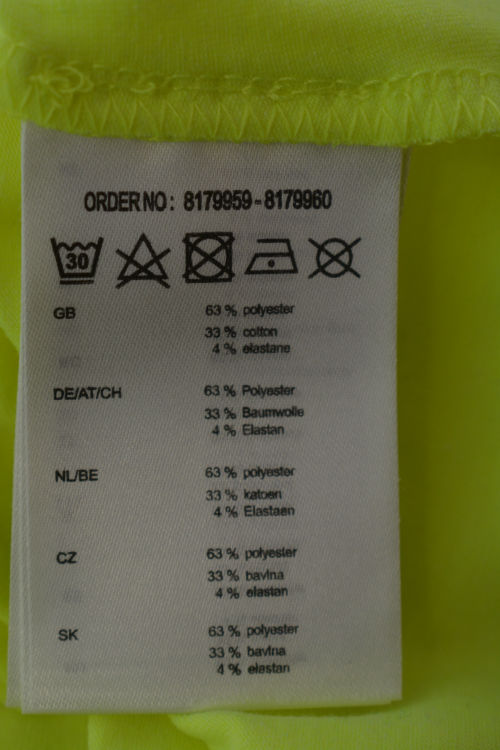 ORDER NO : 8179959 - 8179960
30
GB 63 % polyester
33 % cotton
4 % elastane
DE/AT/CH 63 % Polyester
33 % Baumwolle
4 % Elastan
NL/BE 63 % polyester
33 % katoen
4 % Elastaen
CZ 63 % polyester
33 % bavlna
4 % elastan
SK 63 % polyester
33 % bavlna
4 % elastan